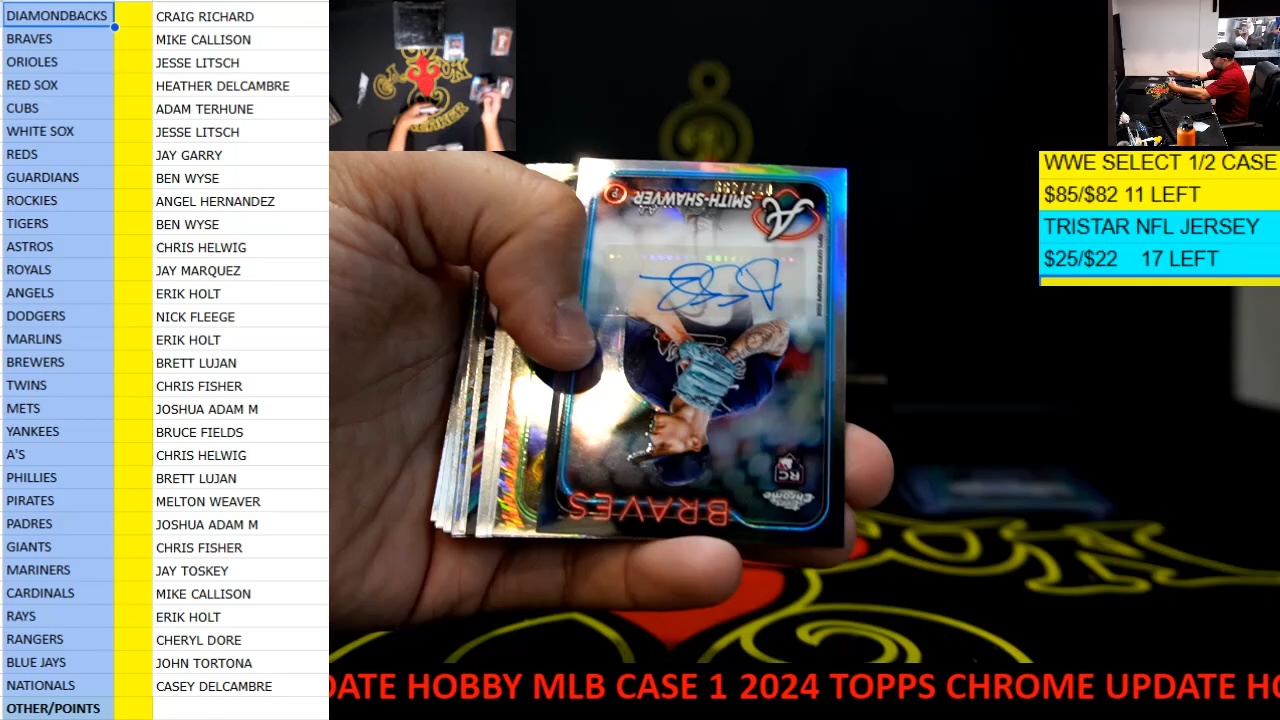 DIAMONDBACKS CRAIG RICHARD
BRAVES MIKE CALLISON
ORIOLES JESSE LITSCH
RED SOX HEATHER DELCAMBRE
CUBS ADAM TERHUNE
WHITE SOX JESSE LITSCH
REDS JAY GARRY
GUARDIANS BEN WYSE
ROCKIES ANGEL HERNANDEZ
TIGERS BEN WYSE
ASTROS CHRIS HELWIG
ROYALS JAY MARQUEZ
ANGELS ERIK HOLT
DODGERS NICK FLEEGE
MARLINS ERIK HOLT
BREWERS BRETT LUJAN
TWINS CHRIS FISHER
METS JOSHUA ADAM M
YANKEES BRUCE FIELDS
A'S CHRIS HELWIG
PHILLIES BRETT LUJAN
PIRATES MELTON WEAVER
PADRES JOSHUA ADAM M
GIANTS CHRIS FISHER
MARINERS JAY TOSKEY
CARDINALS MIKE CALLISON
RAYS ERIK HOLT
RANGERS CHERYL DORE
BLUE JAYS JOHN TORTONA
NATIONALS CASEY DELCAMBRE
OTHER/POINTS
WWE SELECT 1/2 CASE
$85/$82 11 LEFT
TRISTAR NFL JERSEY
$25/$22 17 LEFT
SMITH-SHAWVER
A
RC
Topps Chrome
BRAVES
DATE HOBBY MLB CASE 1 2024 TOPPS CHROME UPDATE HO